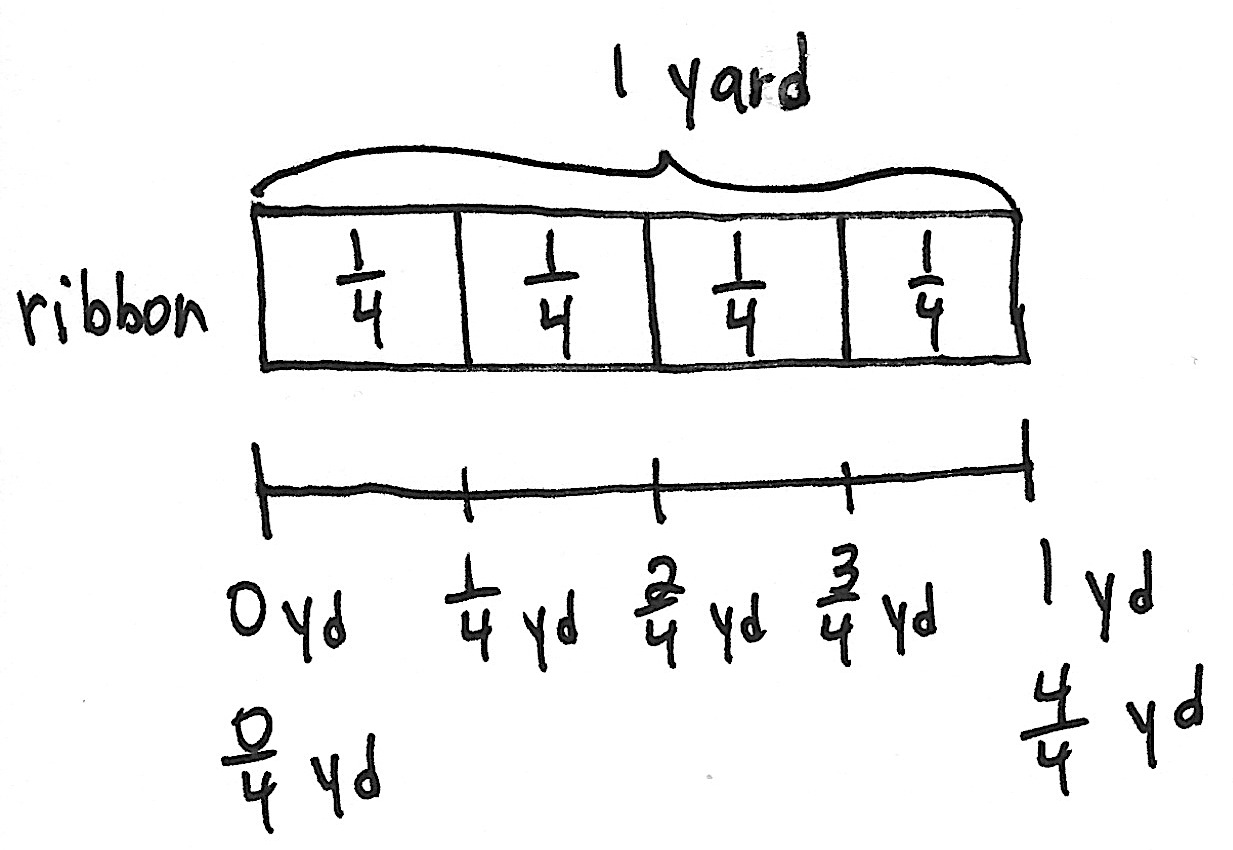 1 yard
ribbon 1/4 1/4 1/4 1/4
0 yd 1/4 yd 2/4 yd 3/4 yd 1 yd
0/4 yd 4/4 yd